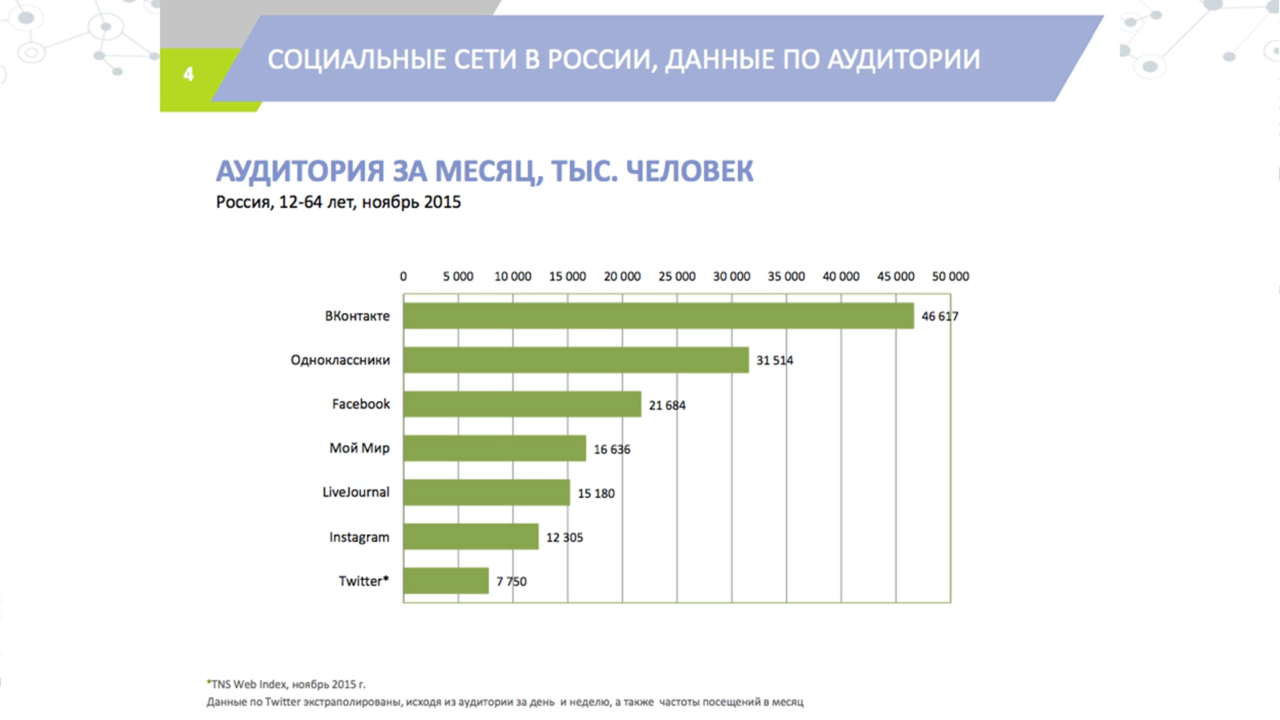 4
СОЦИАЛЬНЫЕ СЕТИ В РОССИИ, ДАННЫЕ ПО АУДИТОРИИ
АУДИТОРИЯ ЗА МЕСЯЦ, ТЫС. ЧЕЛОВЕК
Россия, 12-64 лет, ноябрь 2015
0 5 000 10 000 15 000 20 000 25 000 30 000 35 000 40 000 45 000 50 000
ВКонтакте 46 617
Одноклассники 31 514
Facebook 21 684
Мой Мир 16 636
LiveJournal 15 180
Instagram 12 305
Twitter* 7 750
*TNS Web Index, ноябрь 2015 г.
Данные по Twitter экстраполированы, исходя из аудитории за день и неделю, а также частоты посещений в месяц